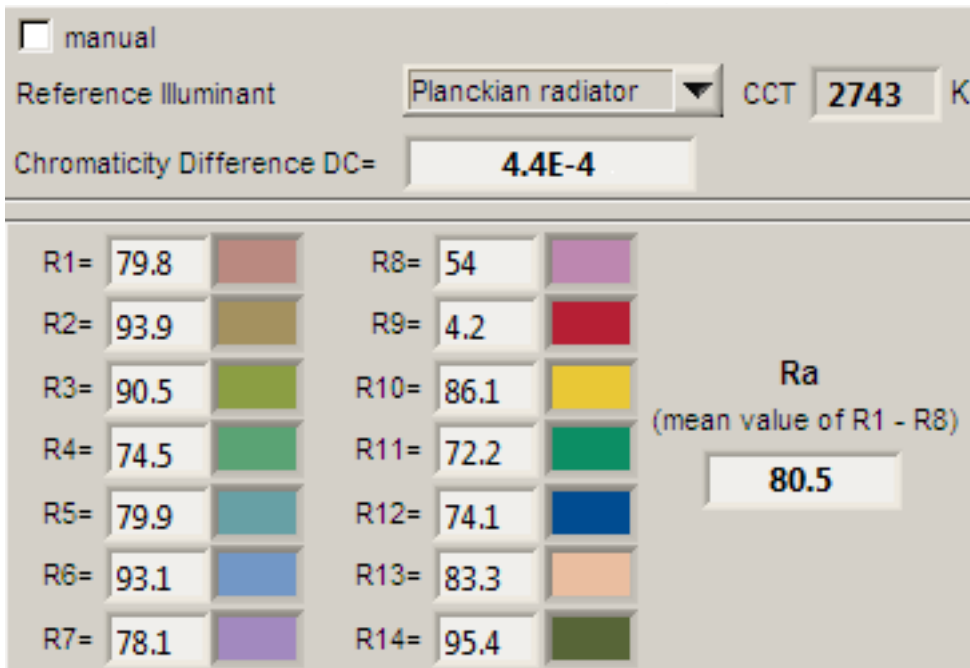 manual
Reference Illuminant Planckian radiator CCT 2743 K
Chromaticity Difference DC= 4.4E-4
R1= 79.8 R8= 54
R2= 93.9 R9= 4.2
R3= 90.5 R10= 86.1
Ra
(mean value of R1 - R8)
R4= 74.5 R11= 72.2
80.5
R5= 79.9 R12= 74.1
R6= 93.1 R13= 83.3
R7= 78.1 R14= 95.4